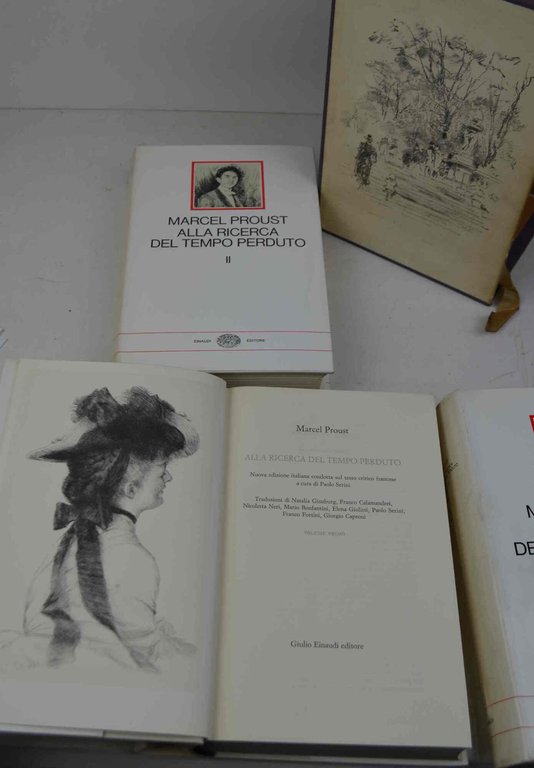 MARCEL PROUST
ALLA RICERCA
DEL TEMPO PERDUTO
II
EINAUDI EDITORE
Marcel Proust
ALLA RICERCA DEL TEMPO PERDUTO
Nuova edizione italiana condotta sul testo critico francese
a cura di Paolo Serini
Traduzioni di Natalia Ginzburg, Franco Calamandrei,
Nicoletta Neri, Mario Bonfantini, Elena Giolitti, Paolo Serini,
Franco Fortini, Giorgio Caproni
VOLUME PRIMO
Giulio Einaudi editore
M
DE